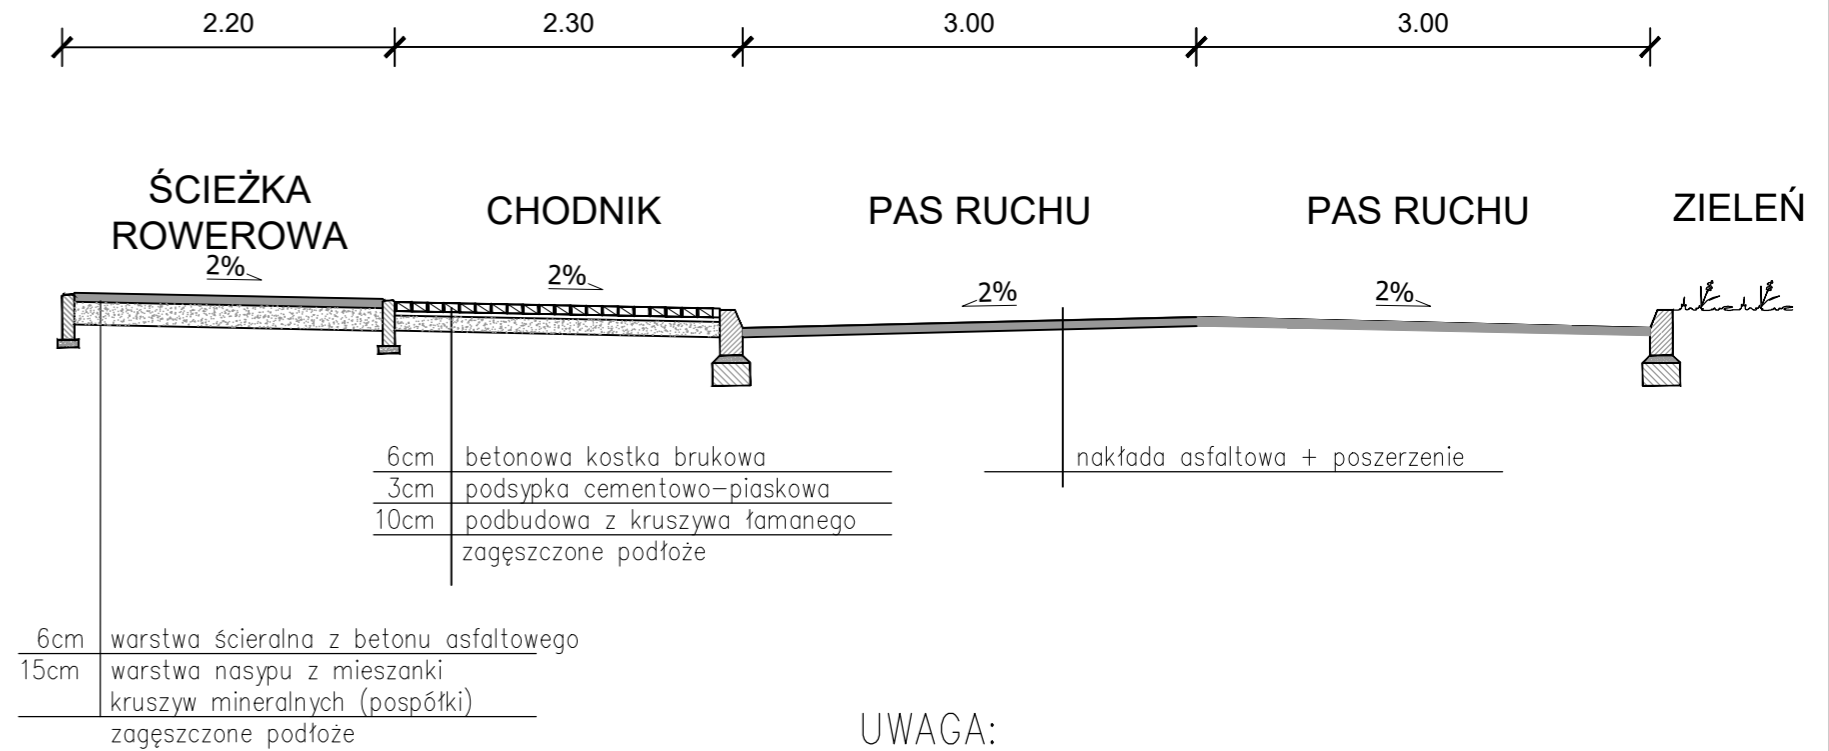 2.20 2.30 3.00 3.00
ŚCIEŻKA
ROWEROWA
CHODNIK
PAS RUCHU
PAS RUCHU
ZIELEŃ
2%
2%
2%
2%
6cm betonowa kostka brukowa
3cm podsypka cementowo-piaskowa
10cm podbudowa z kruszywa łamanego
zagęszczone podłoże
nakłada asfaltowa + poszerzenie
6cm warstwa ścieralna z betonu asfaltowego
15cm warstwa nasypu z mieszanki
kruszyw mineralnych (pospółki)
zagęszczone podłoże
UWAGA: